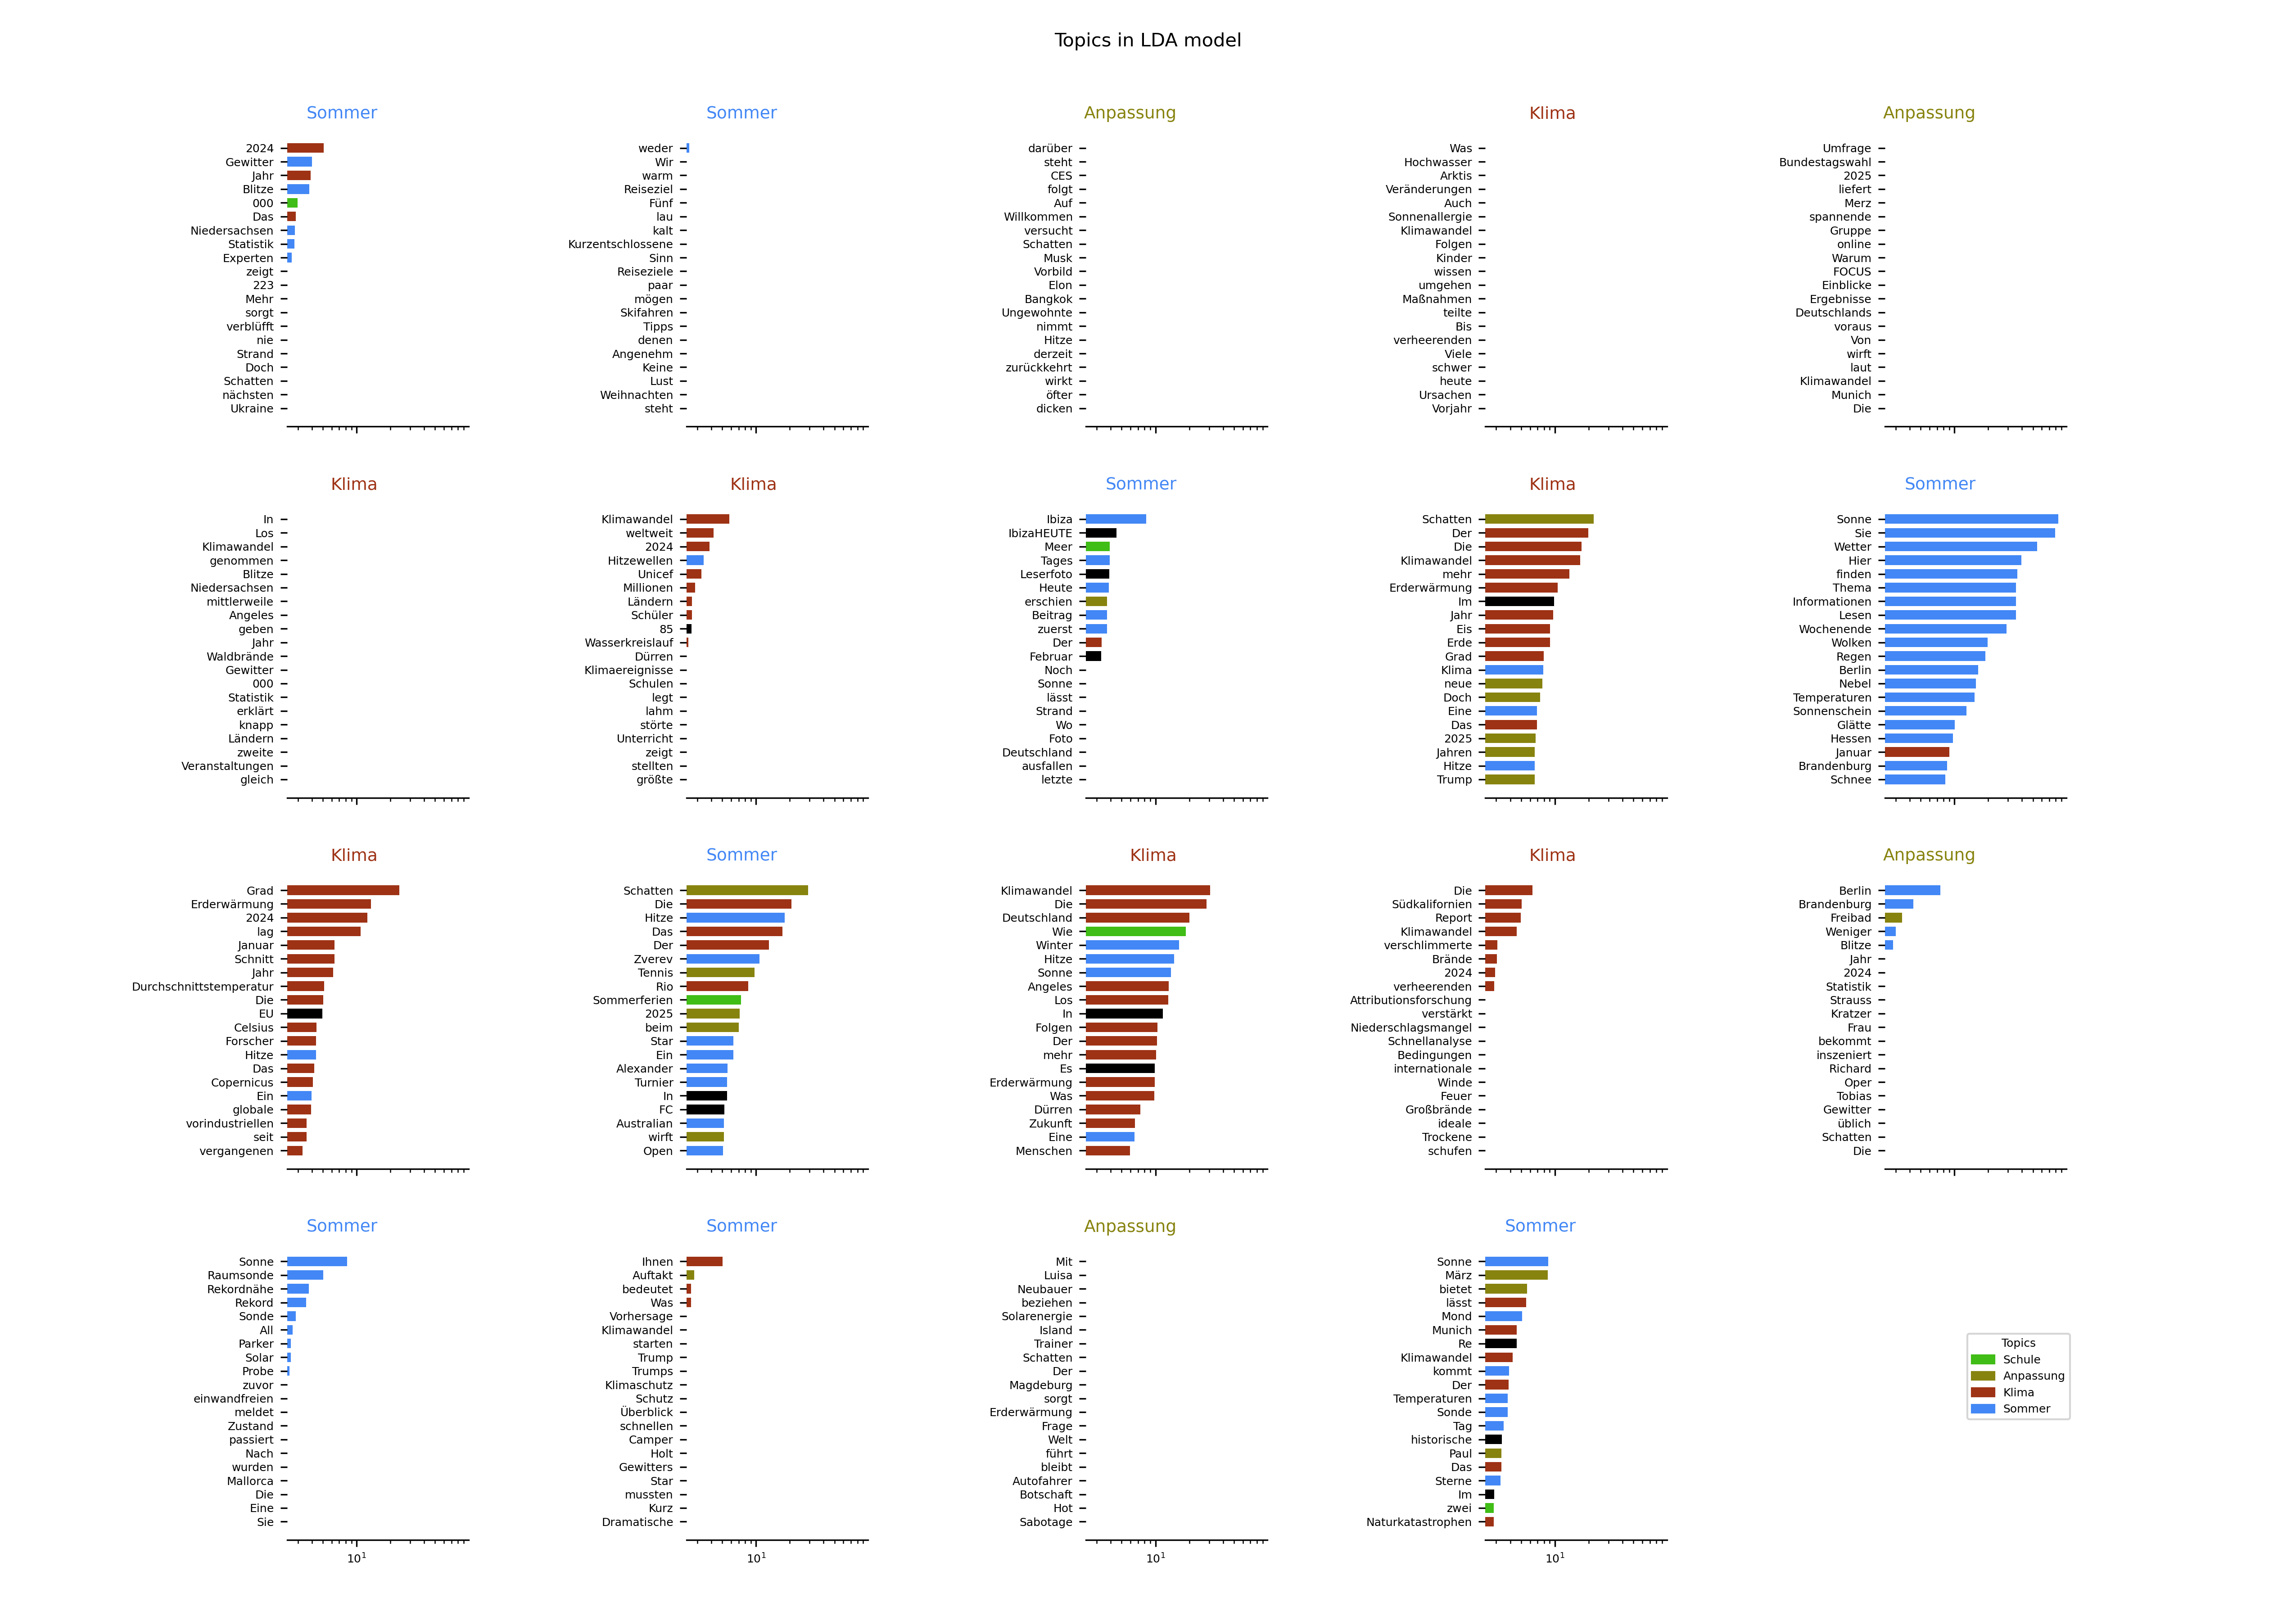 Topics in LDA model
Sommer
2024
Gewitter
Jahr
Blitze
000
Das
Niedersachsen
Statistik
Experten
zeigt
223
Mehr
sorgt
verblüfft
nie
Strand
Doch
Schatten
nächsten
Ukraine
Sommer
weder
Wir
warm
Reiseziel
Fünf
lau
kalt
Kurzentschlossene
Sinn
Reiseziele
paar
mögen
Skifahren
Tipps
denen
Angenehm
Keine
Lust
Weihnachten
steht
Anpassung
darüber
steht
CES
folgt
Auf
Willkommen
versucht
Schatten
Musk
Vorbild
Elon
Bangkok
Ungewohnte
nimmt
Hitze
derzeit
zurückkehrt
wirkt
öfter
dicken
Klima
Was
Hochwasser
Arktis
Veränderungen
Auch
Sonnenallergie
Klimawandel
Folgen
Kinder
wissen
umgehen
Maßnahmen
teilte
Bis
verheerenden
Viele
schwer
heute
Ursachen
Vorjahr
Anpassung
Umfrage
Bundestagswahl
2025
liefert
Merz
spannende
Gruppe
online
Warum
FOCUS
Einblicke
Ergebnisse
Deutschlands
voraus
Von
wirft
laut
Klimawandel
Munich
Die
Klima
In
Los
Klimawandel
genommen
Blitze
Niedersachsen
mittlerweile
Angeles
geben
Jahr
Waldbrände
Gewitter
000
Statistik
erklärt
knapp
Ländern
zweite
Veranstaltungen
gleich
Klima
Klimawandel
weltweit
2024
Hitzewellen
Unicef
Millionen
Ländern
Schüler
85
Wasserkreislauf
Dürren
Klimaereignisse
Schulen
legt
lahm
störte
Unterricht
zeigt
stellten
größte
Sommer
Ibiza
IbizaHEUTE
Meer
Tages
Leserfoto
Heute
erschien
Beitrag
zuerst
Der
Februar
Noch
Sonne
lässt
Strand
Wo
Foto
Deutschland
ausfallen
letzte
Klima
Schatten
Der
Die
Klimawandel
mehr
Erderwärmung
Im
Jahr
Eis
Erde
Grad
Klima
neue
Doch
Eine
Das
2025
Jahren
Hitze
Trump
Sommer
Sonne
Sie
Wetter
Hier
finden
Thema
Informationen
Lesen
Wochenende
Wolken
Regen
Berlin
Nebel
Temperaturen
Sonnenschein
Glätte
Hessen
Januar
Brandenburg
Schnee
Klima
Grad
Erderwärmung
2024
lag
Januar
Schnitt
Jahr
Durchschnittstemperatur
Die
EU
Celsius
Forscher
Hitze
Das
Copernicus
Ein
globale
vorindustriellen
seit
vergangenen
Sommer
Schatten
Die
Hitze
Das
Der
Zverev
Tennis
Rio
Sommerferien
2025
beim
Star
Ein
Alexander
Turnier
In
FC
Australian
wirft
Open
Klima
Klimawandel
Die
Deutschland
Wie
Winter
Hitze
Sonne
Angeles
Los
In
Folgen
Der
mehr
Es
Erderwärmung
Was
Dürren
Zukunft
Eine
Menschen
Klima
Die
Südkalifornien
Report
Klimawandel
verschlimmerte
Brände
2024
verheerenden
Attributionsforschung
verstärkt
Niederschlagsmangel
Schnellanalyse
Bedingungen
internationale
Winde
Feuer
Großbrände
ideale
Trockene
schufen
Anpassung
Berlin
Brandenburg
Freibad
Weniger
Blitze
Jahr
2024
Statistik
Strauss
Kratzer
Frau
bekommt
inszeniert
Richard
Oper
Tobias
Gewitter
üblich
Schatten
Die
Sommer
Sonne
Raumsonde
Rekordnähe
Rekord
Sonde
All
Parker
Solar
Probe
zuvor
einwandfreien
meldet
Zustand
passiert
Nach
wurden
Mallorca
Die
Eine
Sie
10¹
Sommer
Ihnen
Auftakt
bedeutet
Was
Vorhersage
Klimawandel
starten
Trump
Trumps
Klimaschutz
Schutz
Überblick
schnellen
Camper
Holt
Gewitters
Star
mussten
Kurz
Dramatische
10¹
Anpassung
Mit
Luisa
Neubauer
beziehen
Solarenergie
Island
Trainer
Schatten
Der
Magdeburg
sorgt
Erderwärmung
Frage
Welt
führt
bleibt
Autofahrer
Botschaft
Hot
Sabotage
10¹
Sommer
Sonne
März
bietet
lässt
Mond
Munich
Re
Klimawandel
kommt
Der
Temperaturen
Sonde
Tag
historische
Paul
Das
Sterne
Im
zwei
Naturkatastrophen
10¹
Topics
Schule
Anpassung
Klima
Sommer